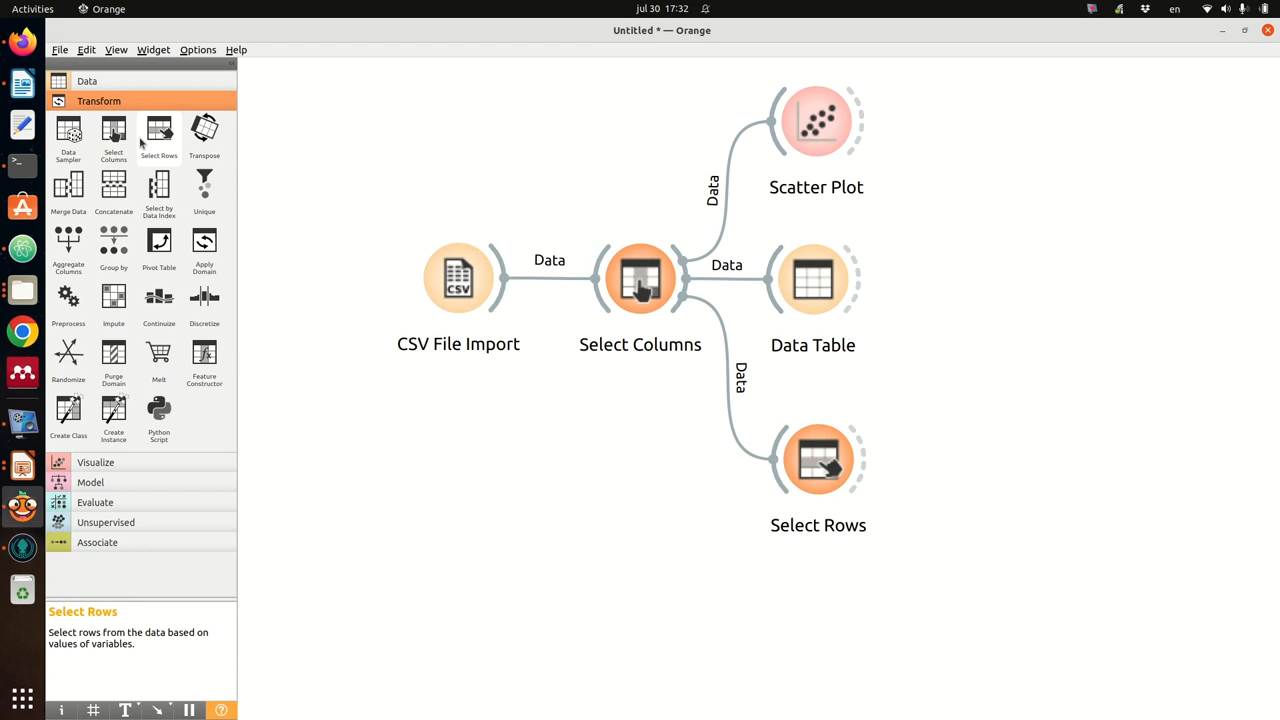 Activities
Orange
jul 30 17:32
en
Untitled * — Orange
File Edit View Widget Options Help
Data
Transform
Data Sampler
Select Columns
Select Rows
Transpose
Merge Data
Concatenate
Select by Data Index
Unique
Aggregate Columns
Group by
Pivot Table
Apply Domain
Preprocess
Impute
Continuize
Discretize
Randomize
Purge Domain
Melt
Feature Constructor
Create Class
Create Instance
Python Script
Visualize
Model
Evaluate
Unsupervised
Associate
Select Rows
Select rows from the data based on
values of variables.
CSV
CSV File Import
Data
Select Columns
Data
Scatter Plot
Data
Data Table
Data
Select Rows